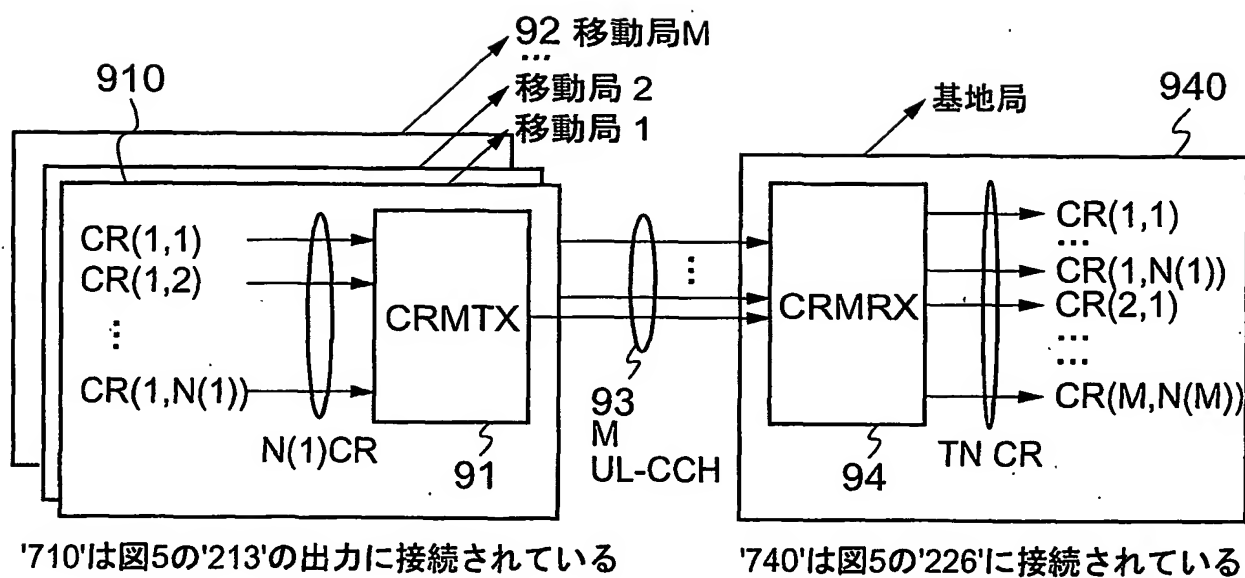 92 移動局M
...
移動局 2
移動局 1
910
CR(1,1)
CR(1,2)
...
CR(1,N(1))
N(1)CR
CRMTX
91
...
93
M
UL-CCH
基地局
940
CRMRX
94
CR(1,1)
...
CR(1,N(1))
CR(2,1)
...
...
CR(M,N(M))
TN CR
'710'は図5の'213'の出力に接続されている
'740'は図5の'226'に接続されている